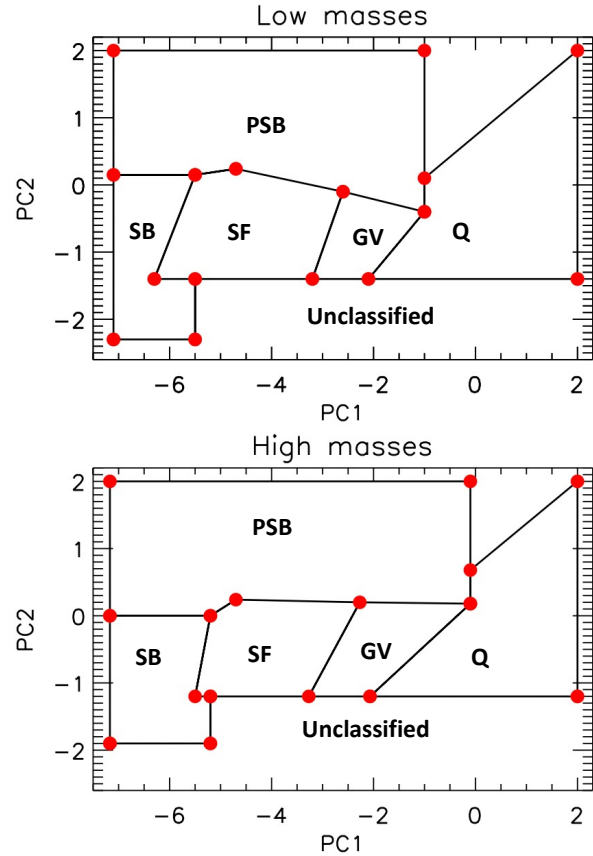 Low masses
2
1
0
−1
−2
PC2
PSB
SB SF GV Q
Unclassified
−6 −4 −2 0 2
PC1
High masses
2
1
0
−1
−2
PC2
PSB
SB SF GV Q
Unclassified
−6 −4 −2 0 2
PC1